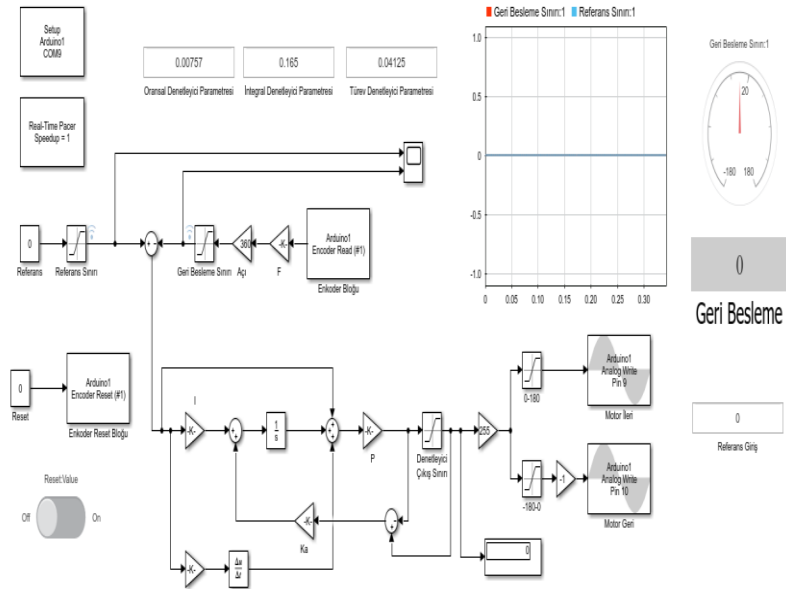 Setup
Arduino1
COM9
0.00757
0.165
0.04125
Oransal Denetleyici Parametresi
İntegral Denetleyici Parametresi
Türev Denetleyici Parametresi
Real-Time Pacer
Speedup = 1
Geri Besleme Sınırı:1
Referans Sınırı:1
1.0
0.5
0
-0.5
-1.0
0
0.05
0.10
0.15
0.20
0.25
0.30
Geri Besleme Sınırı:1
20
-180
180
0
Geri Besleme
0
Referans Giriş
0
Referans
Referans Sınırı
+
-
Geri Besleme Sınırı
360
Açı
-K-
F
Arduino1
Encoder Read (#1)
Enkoder Bloğu
0
Reset
Arduino1
Encoder Reset (#1)
Enkoder Reset Bloğu
Reset:Value
Off
On
I
-K-
+
+
1
s
+
+
+
-K-
P
Denetleyici
Çıkış Sınırı
255
0-180
Arduino1
Analog Write
Pin 9
Motor İleri
-180-0
-1
Arduino1
Analog Write
Pin 10
Motor Geri
-K-
Ka
-
+
0
-K-
Δu
Δt